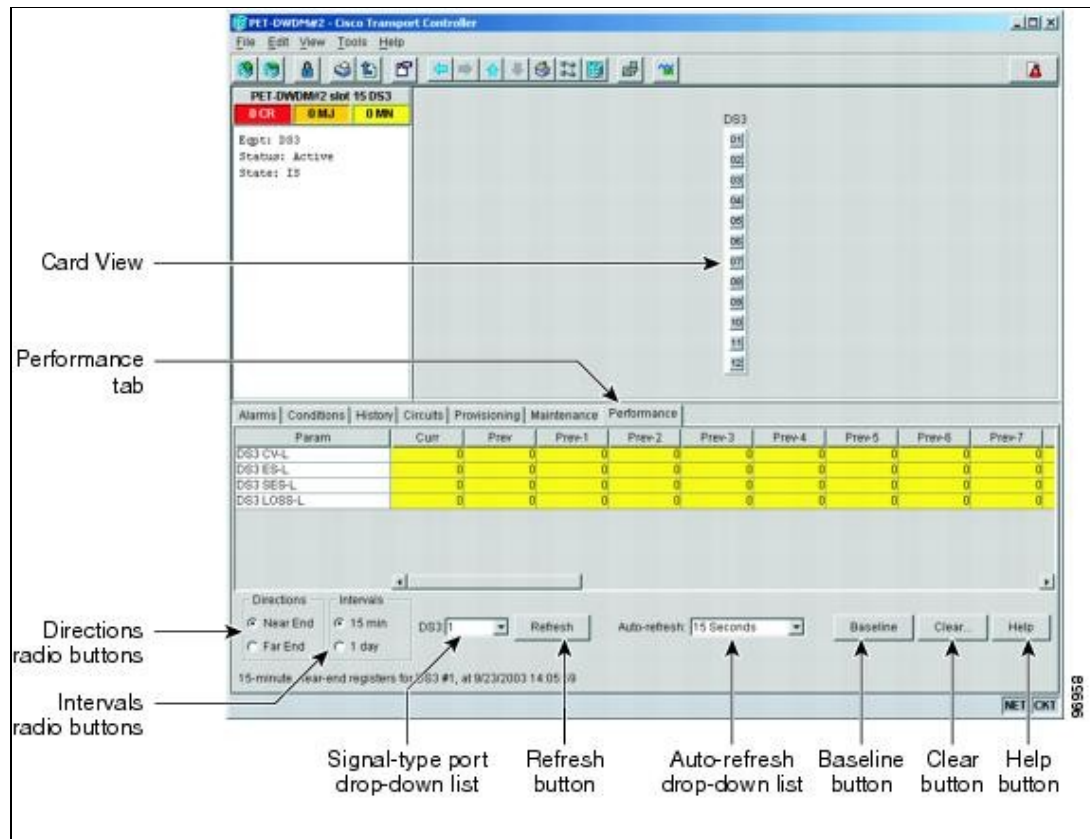 PET-DWDM#2 - Cisco Transport Controller
File Edit View Tools Help
PET-DWDM#2 slot 15 DS3
0 CR 0 MJ 0 MN
Eqpt: DS3
Status: Active
State: IS
DS3
01
02
03
04
05
06
07
08
09
10
11
12
Card View
Performance
tab
Alarms Conditions History Circuits Provisioning Maintenance Performance
Param Curr Prev Prev-1 Prev-2 Prev-3 Prev-4 Prev-5 Prev-6 Prev-7
DS3 CV-L 0 0 0 0 0 0 0 0 0
DS3 ES-L 0 0 0 0 0 0 0 0 0
DS3 SES-L 0 0 0 0 0 0 0 0 0
DS3 LOSS-L 0 0 0 0 0 0 0 0 0
Directions Intervals
Near End 15 min DS3: 1 Refresh Auto-refresh: 15 Seconds Baseline Clear... Help
Far End 1 day
Directions
radio buttons
15-minute, near-end registers for DS3 #1, at 9/23/2003
NET CKT
Intervals
radio buttons
96958
Signal-type port
drop-down list
Refresh
button
Auto-refresh
drop-down list
Baseline
button
Clear
button
Help
button